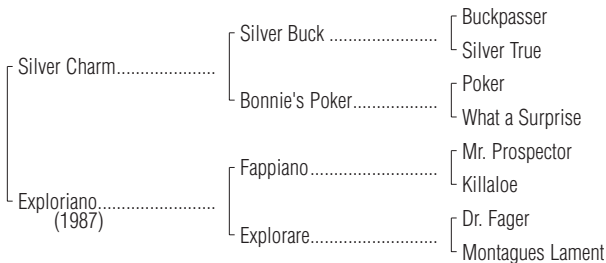 Buckpasser
Silver Buck ....................
Silver True
Silver Charm....................
Poker
Bonnie's Poker.................
What a Surprise
Mr. Prospector
Fappiano.........................
Killaloe
Exploriano.......................
(1987)
Dr. Fager
Explorare.........................
Montagues Lament